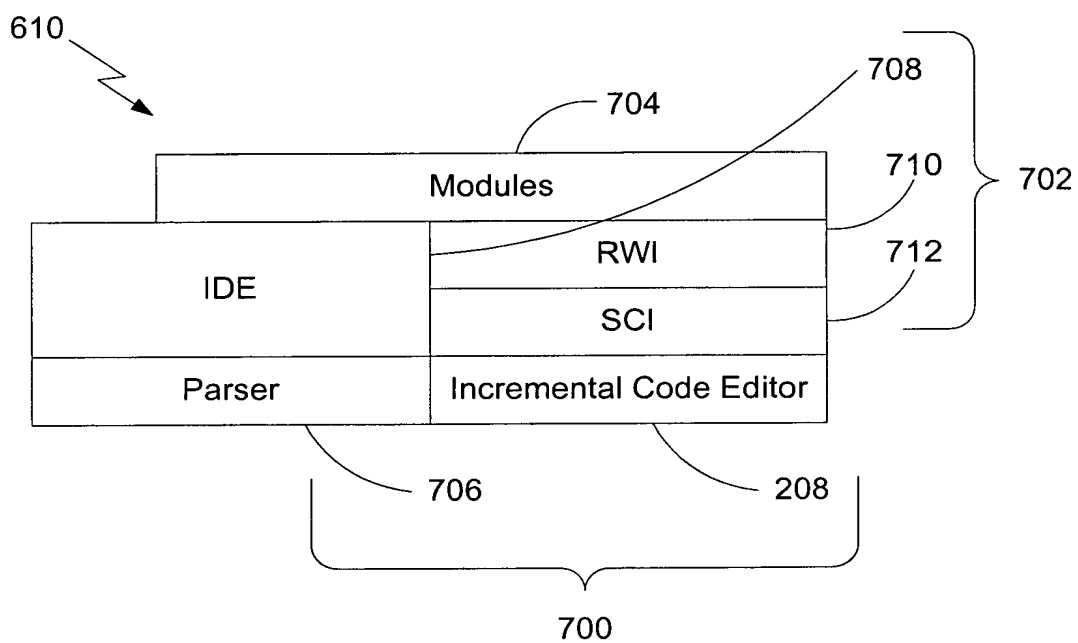 610
708
704
Modules
710
702
RWI
712
IDE
SCI
Parser
Incremental Code Editor
706
208
700